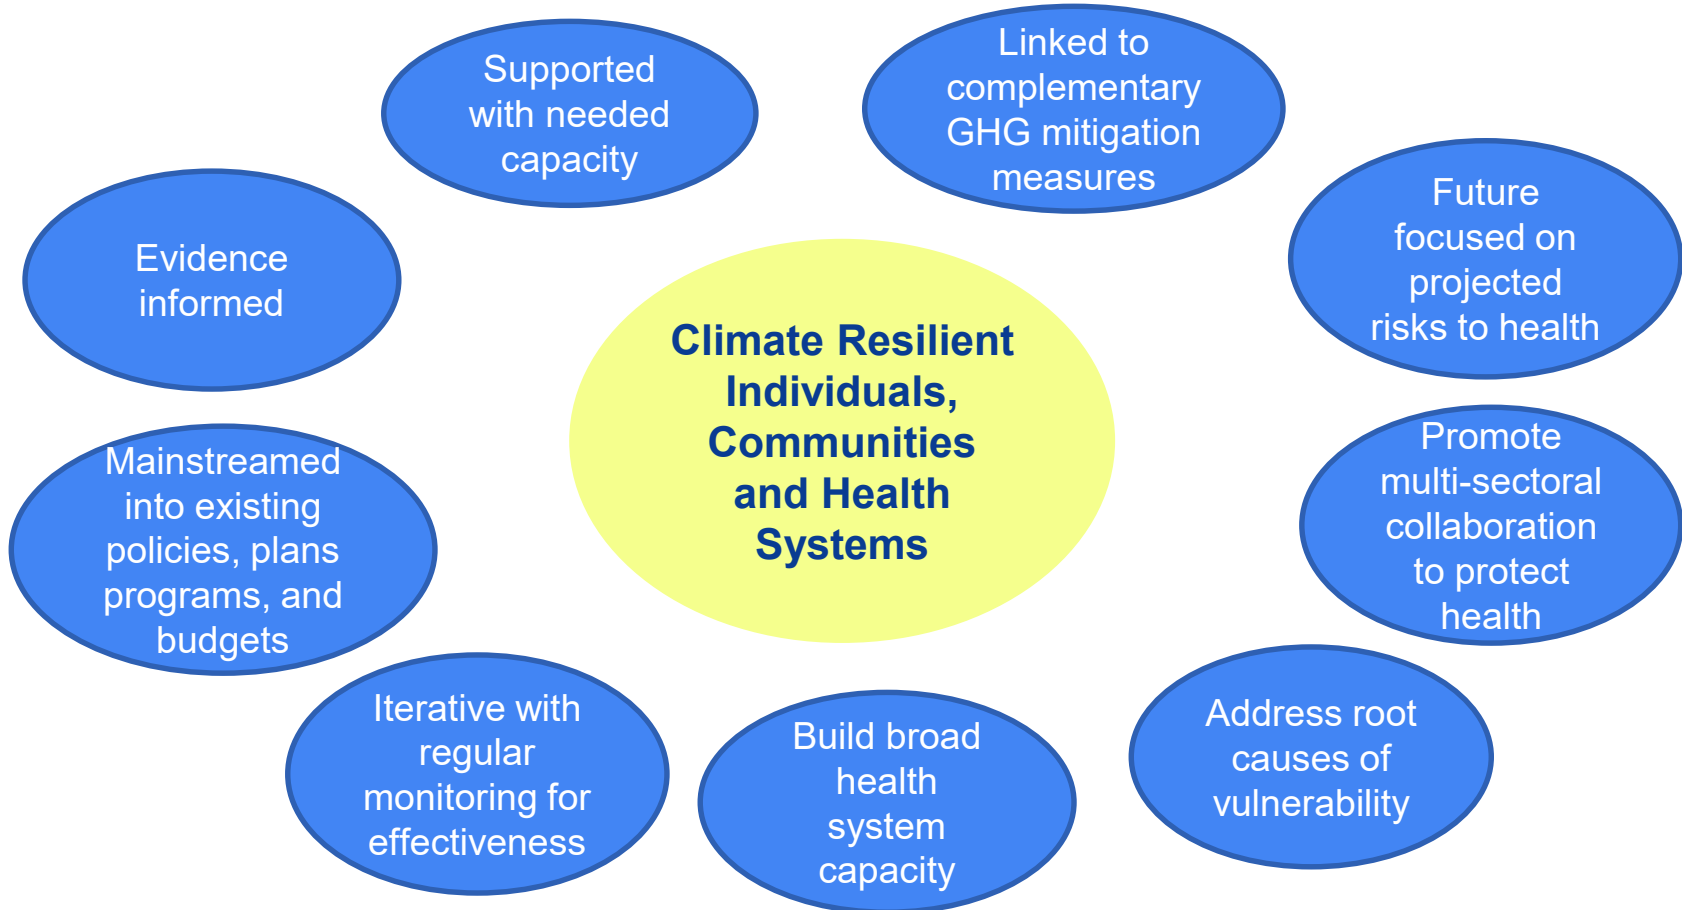 Supported
with needed
capacity
Linked to
complementary
GHG mitigation
measures
Future
focused on
projected
risks to health
Promote
multi-sectoral
collaboration
to protect
health
Address root
causes of
vulnerability
Build broad
health
system
capacity
Iterative with
regular
monitoring for
effectiveness
Mainstreamed
into existing
policies, plans
programs, and
budgets
Evidence
informed
Climate Resilient
Individuals,
Communities
and Health
Systems